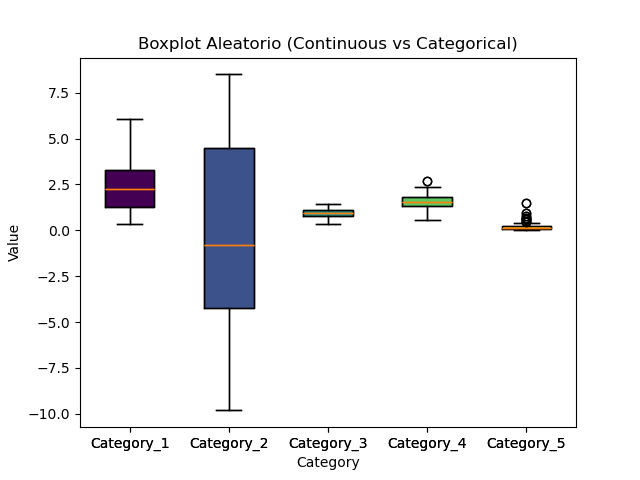 Boxplot Aleatorio (Continuous vs Categorical)
Value
7.5
5.0
2.5
0.0
−2.5
−5.0
−7.5
−10.0
Category_1 Category_2 Category_3 Category_4 Category_5
Category